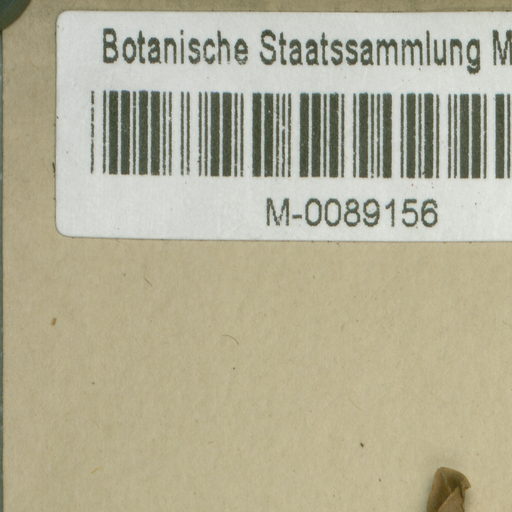 Botanische Staatssammlung M
M-0089156